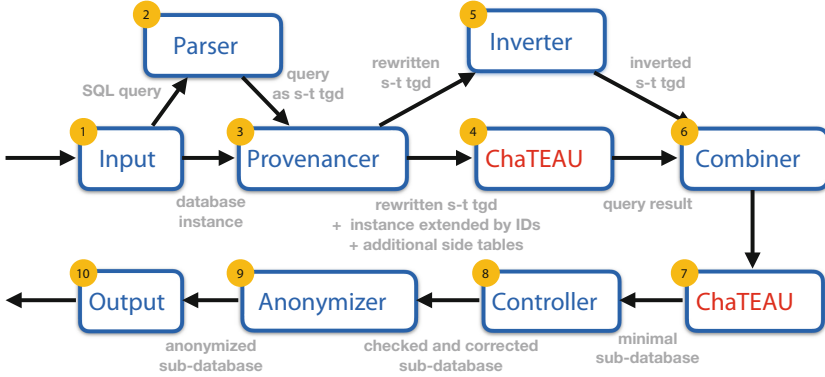 2
Parser
5
Inverter
SQL query
query
as s-t tgd
rewritten
s-t tgd
inverted
s-t tgd
1
Input
3
Provenancer
4
ChaTEAU
6
Combiner
database
instance
rewritten s-t tgd
+ instance extended by IDs
+ additional side tables
query result
10
Output
9
Anonymizer
8
Controller
7
ChaTEAU
anonymized
sub-database
checked and corrected
sub-database
minimal
sub-database